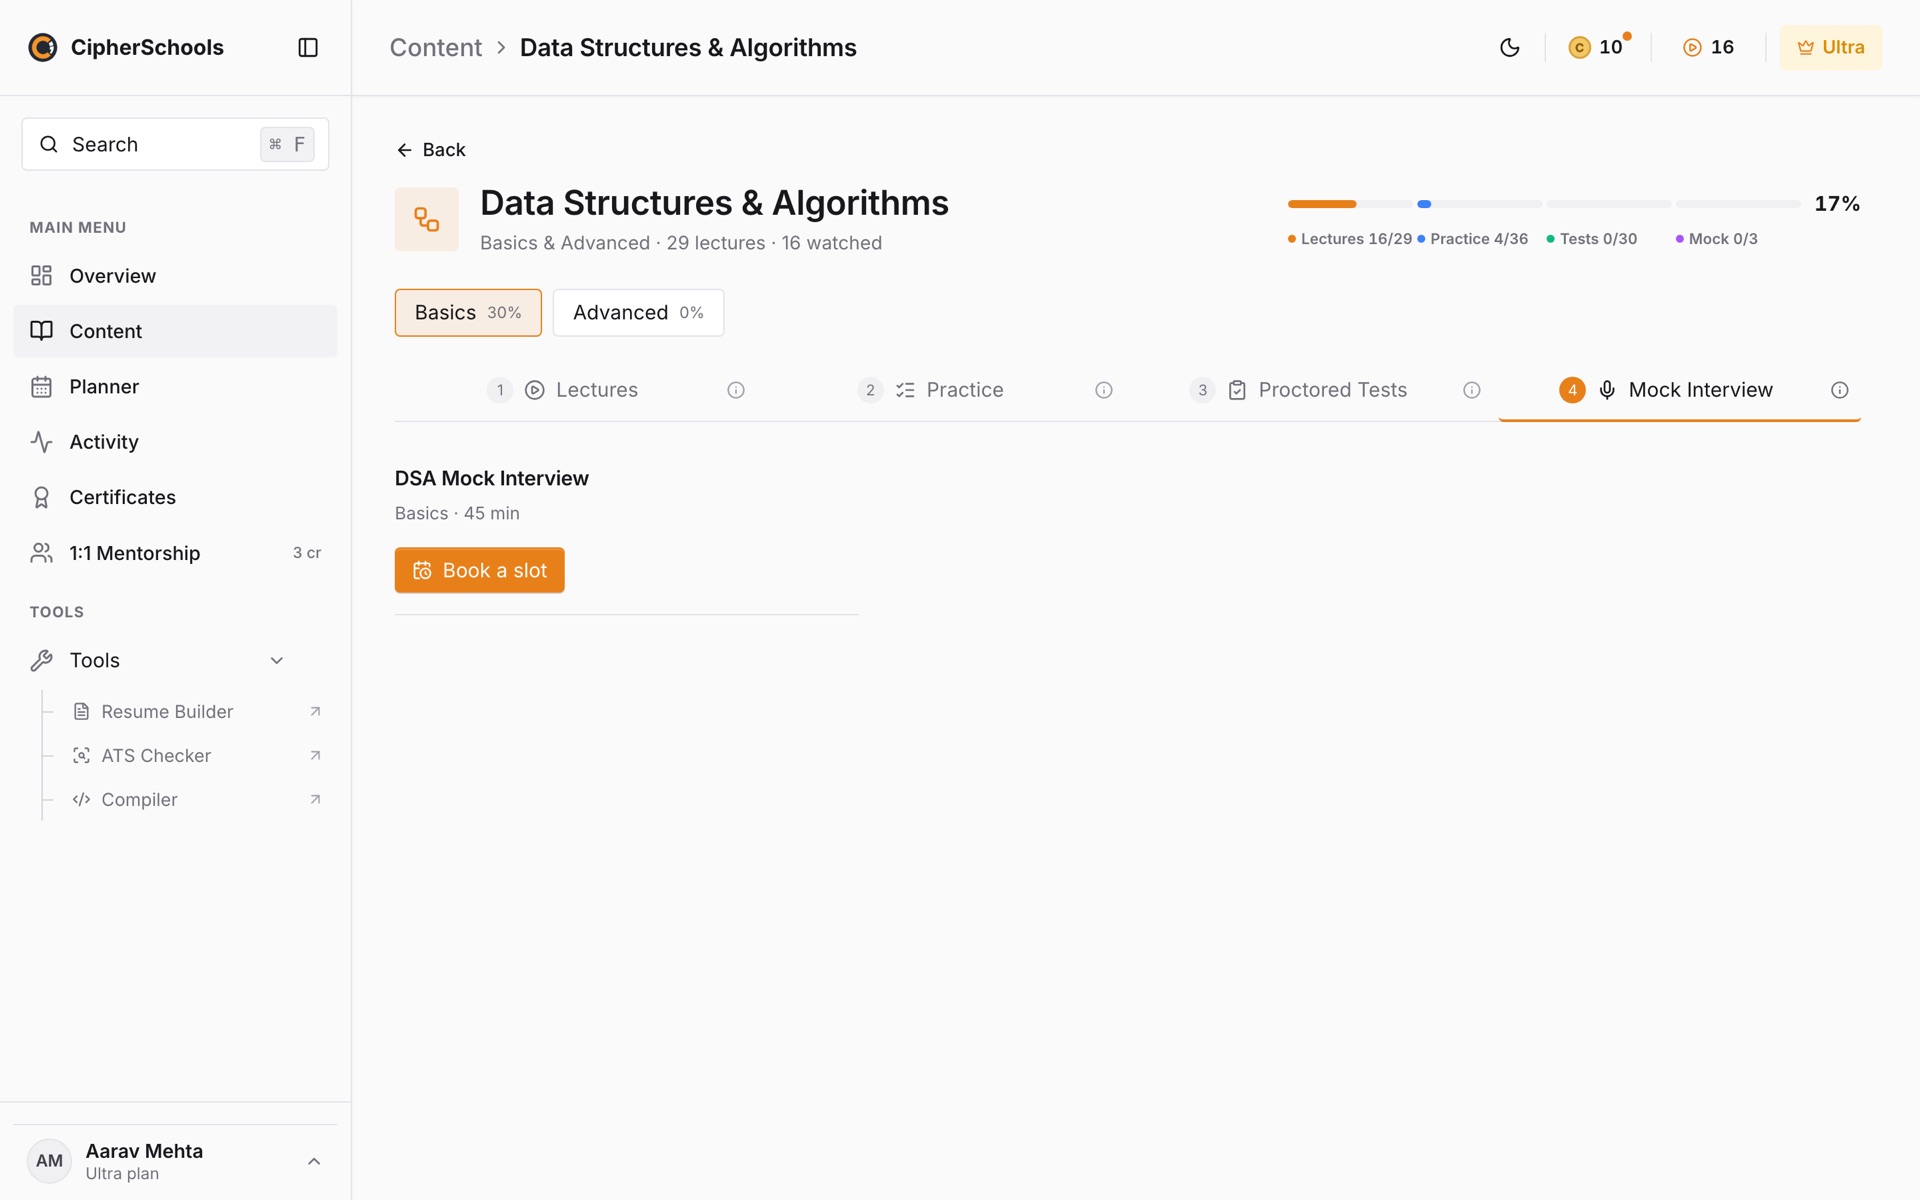 CipherSchools
Content > Data Structures & Algorithms
C 10
16
Ultra
Search
⌘ F
MAIN MENU
Overview
Content
Planner
Activity
Certificates
1:1 Mentorship 3 cr
TOOLS
Tools
Resume Builder
ATS Checker
Compiler
AM
Aarav Mehta
Ultra plan
Back
Data Structures & Algorithms
Basics & Advanced · 29 lectures · 16 watched
17%
Lectures 16/29 Practice 4/36 Tests 0/30 Mock 0/3
Basics 30%
Advanced 0%
1 Lectures
2 Practice
3 Proctored Tests
4 Mock Interview
DSA Mock Interview
Basics · 45 min
Book a slot